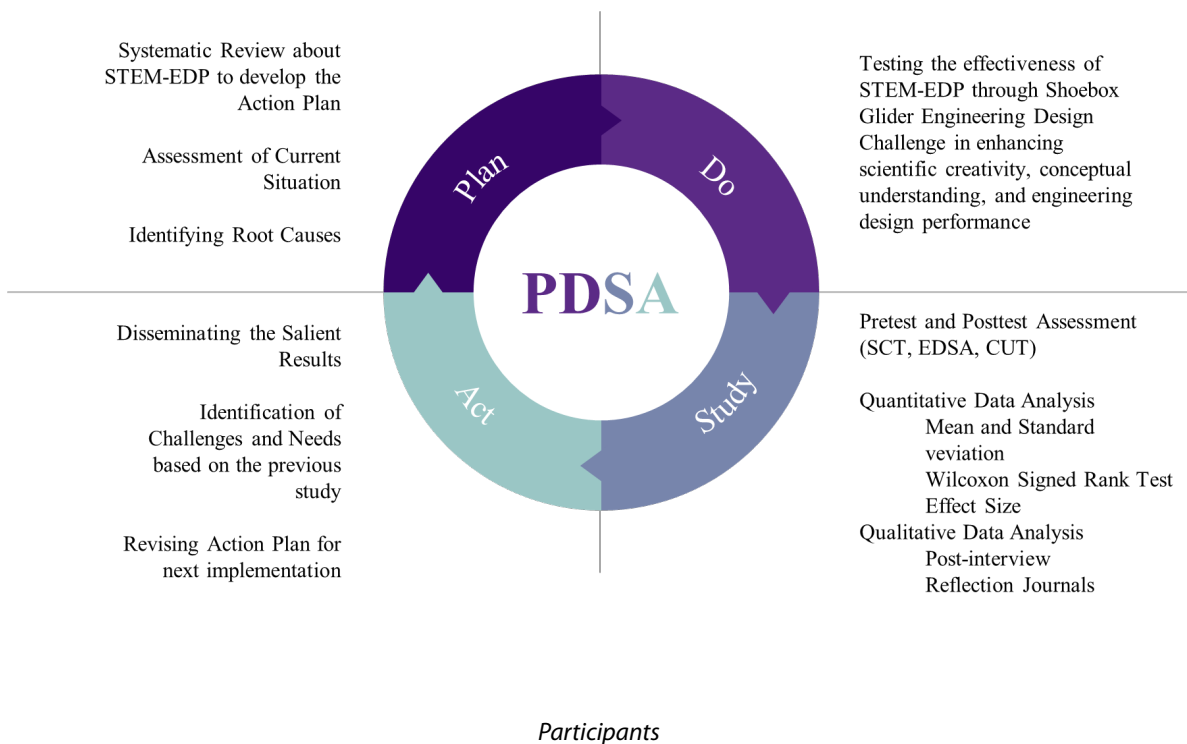 Systematic Review about
STEM-EDP to develop the
Action Plan
Assessment of Current
Situation
Identifying Root Causes
Plan
Do
Testing the effectiveness of
STEM-EDP through Shoebox
Glider Engineering Design
Challenge in enhancing
scientific creativity, conceptual
understanding, and engineering
design performance
PDSA
Disseminating the Salient
Results
Identification of
Challenges and Needs
based on the previous
study
Revising Action Plan for
next implementation
Act
Study
Pretest and Posttest Assessment
(SCT, EDSA, CUT)
Quantitative Data Analysis
Mean and Standard
veviation
Wilcoxon Signed Rank Test
Effect Size
Qualitative Data Analysis
Post-interview
Reflection Journals
Participants